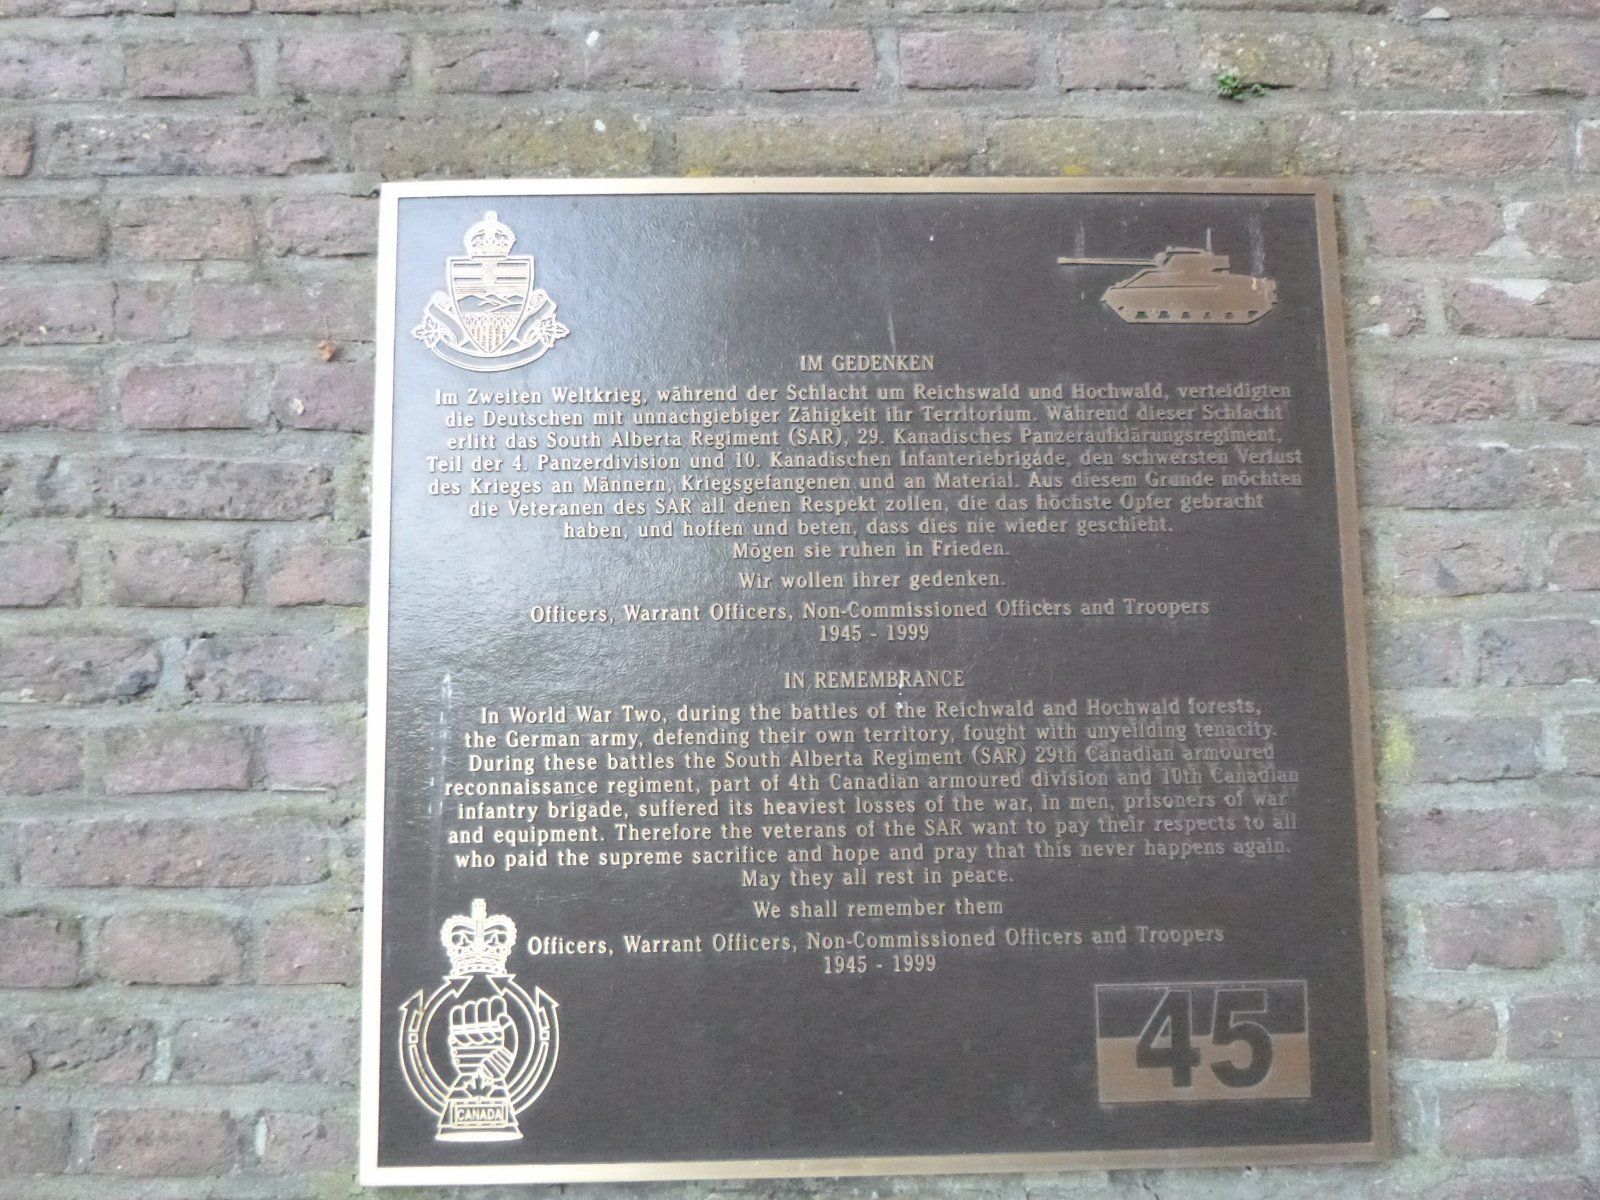 IM GEDENKEN
Im Zweiten Weltkrieg, während der Schlacht um Reichswald und Hochwald, verteidigten
die Deutschen mit unnachgiebiger Zähigkeit ihr Territorium. Während dieser Schlacht
erlitt das South Alberta Regiment (SAR), 29. Kanadisches Panzeraufklärungsregiment,
Teil der 4. Panzerdivision und 10. Kanadischen Infanteriebrigade, den schwersten Verlust
des Krieges an Männern, Kriegsgefangenen und an Material. Aus diesem Grunde möchten
die Veteranen des SAR all denen Respekt zollen, die das höchste Opfer gebracht
haben, und hoffen und beten, dass dies nie wieder geschieht.
Mögen sie ruhen in Frieden.
Wir wollen ihrer gedenken.
Officers, Warrant Officers, Non-Commissioned Officers and Troopers
1945 - 1999
IN REMEMBRANCE
In World War Two, during the battles of the Reichwald and Hochwald forests,
the German army, defending their own territory, fought with unyeilding tenacity.
During these battles the South Alberta Regiment (SAR) 29th Canadian armoured
reconnaissance regiment, part of 4th Canadian armoured division and 10th Canadian
infantry brigade, suffered its heaviest losses of the war, in men, prisoners of war
and equipment. Therefore the veterans of the SAR want to pay their respects to all
who paid the supreme sacrifice and hope and pray that this never happens again.
May they all rest in peace.
We shall remember them
Officers, Warrant Officers, Non-Commissioned Officers and Troopers
1945 - 1999
CANADA
45